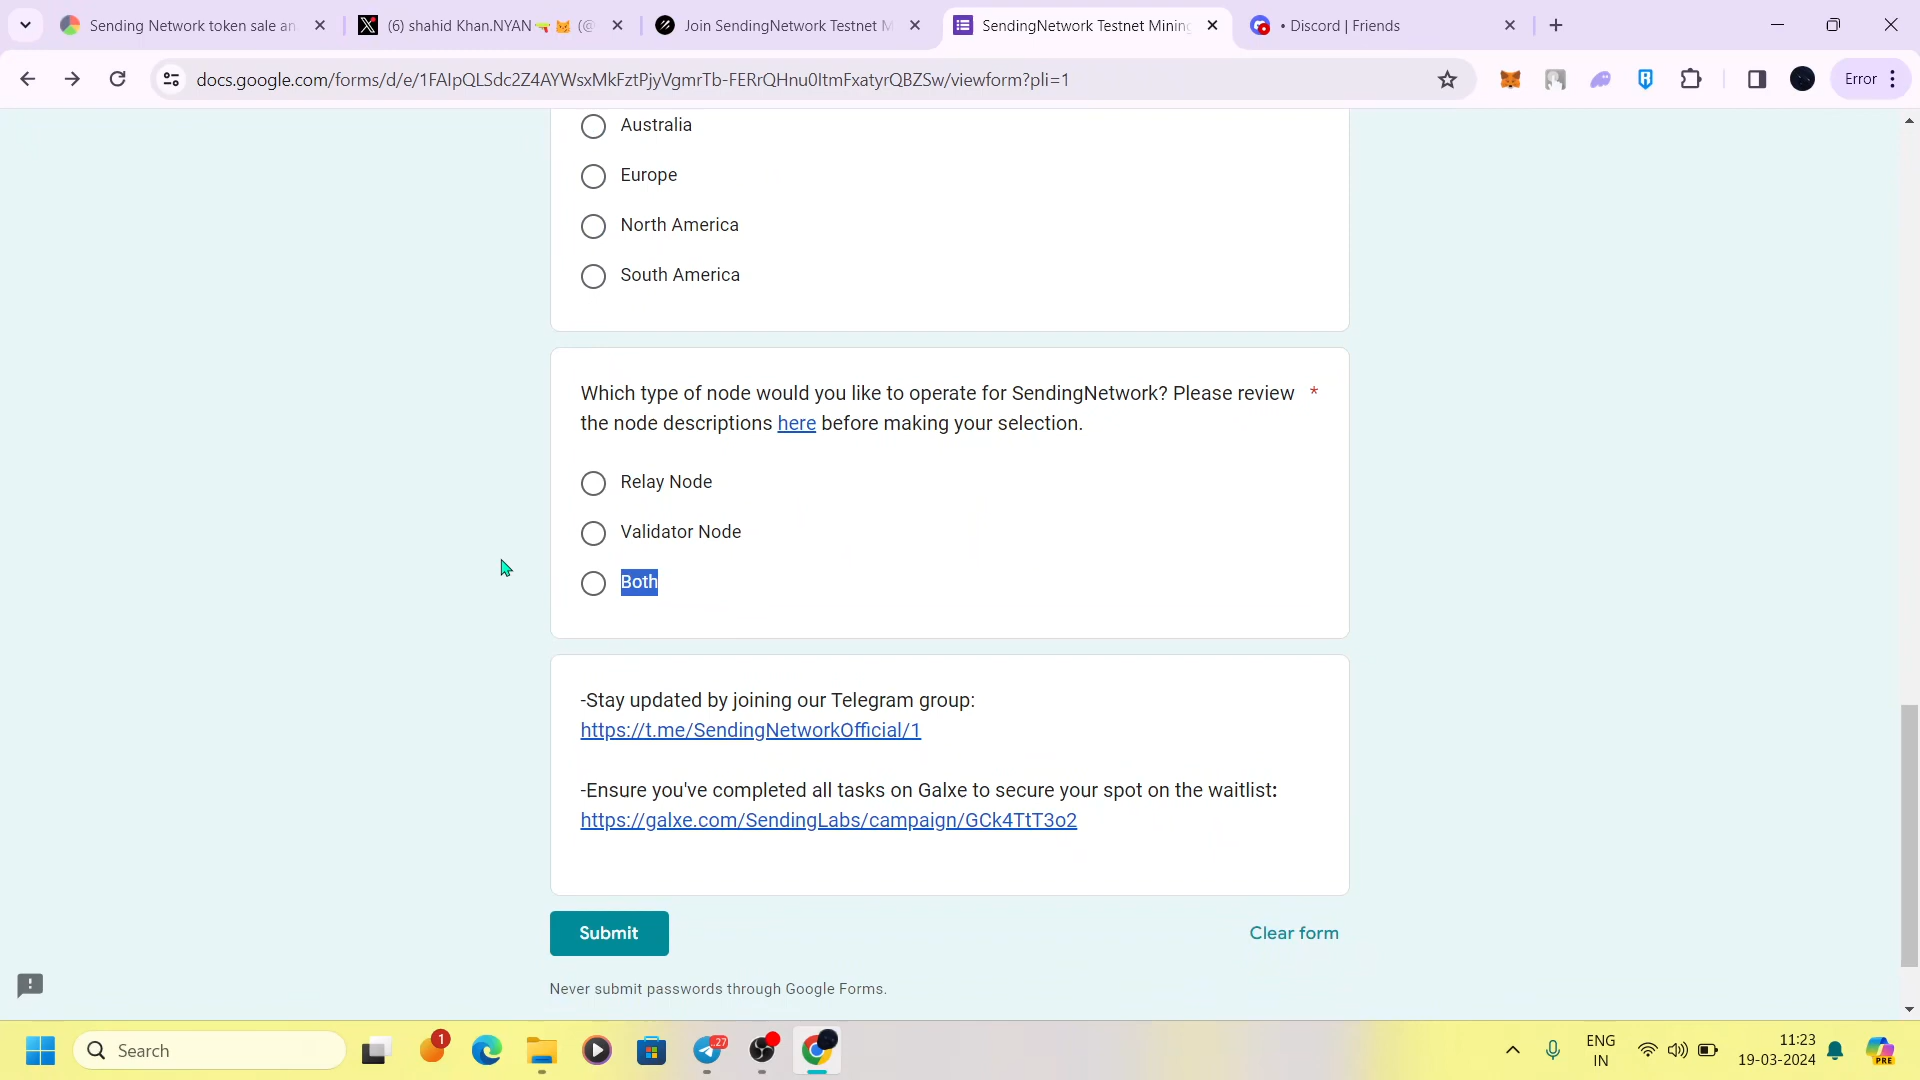 Sending Network token sale an
(6) shahid Khan.NYAN 🔫 😺 (@
Join SendingNetwork Testnet M
SendingNetwork Testnet Mining
• Discord | Friends
docs.google.com/forms/d/e/1FAIpQLSdc2Z4AYWsxMkFztPjyVgmrTb-FERrQHnu0ItmFxatyrQBZSw/viewform?pli=1
Error
Australia
Europe
North America
South America
Which type of node would you like to operate for SendingNetwork? Please review *
the node descriptions here before making your selection.
Relay Node
Validator Node
Both
-Stay updated by joining our Telegram group:
https://t.me/SendingNetworkOfficial/1
-Ensure you've completed all tasks on Galxe to secure your spot on the waitlist:
https://galxe.com/SendingLabs/campaign/GCk4TtT3o2
Submit
Clear form
Never submit passwords through Google Forms.
Search
1
27
ENG
IN
11:23
19-03-2024
PRE